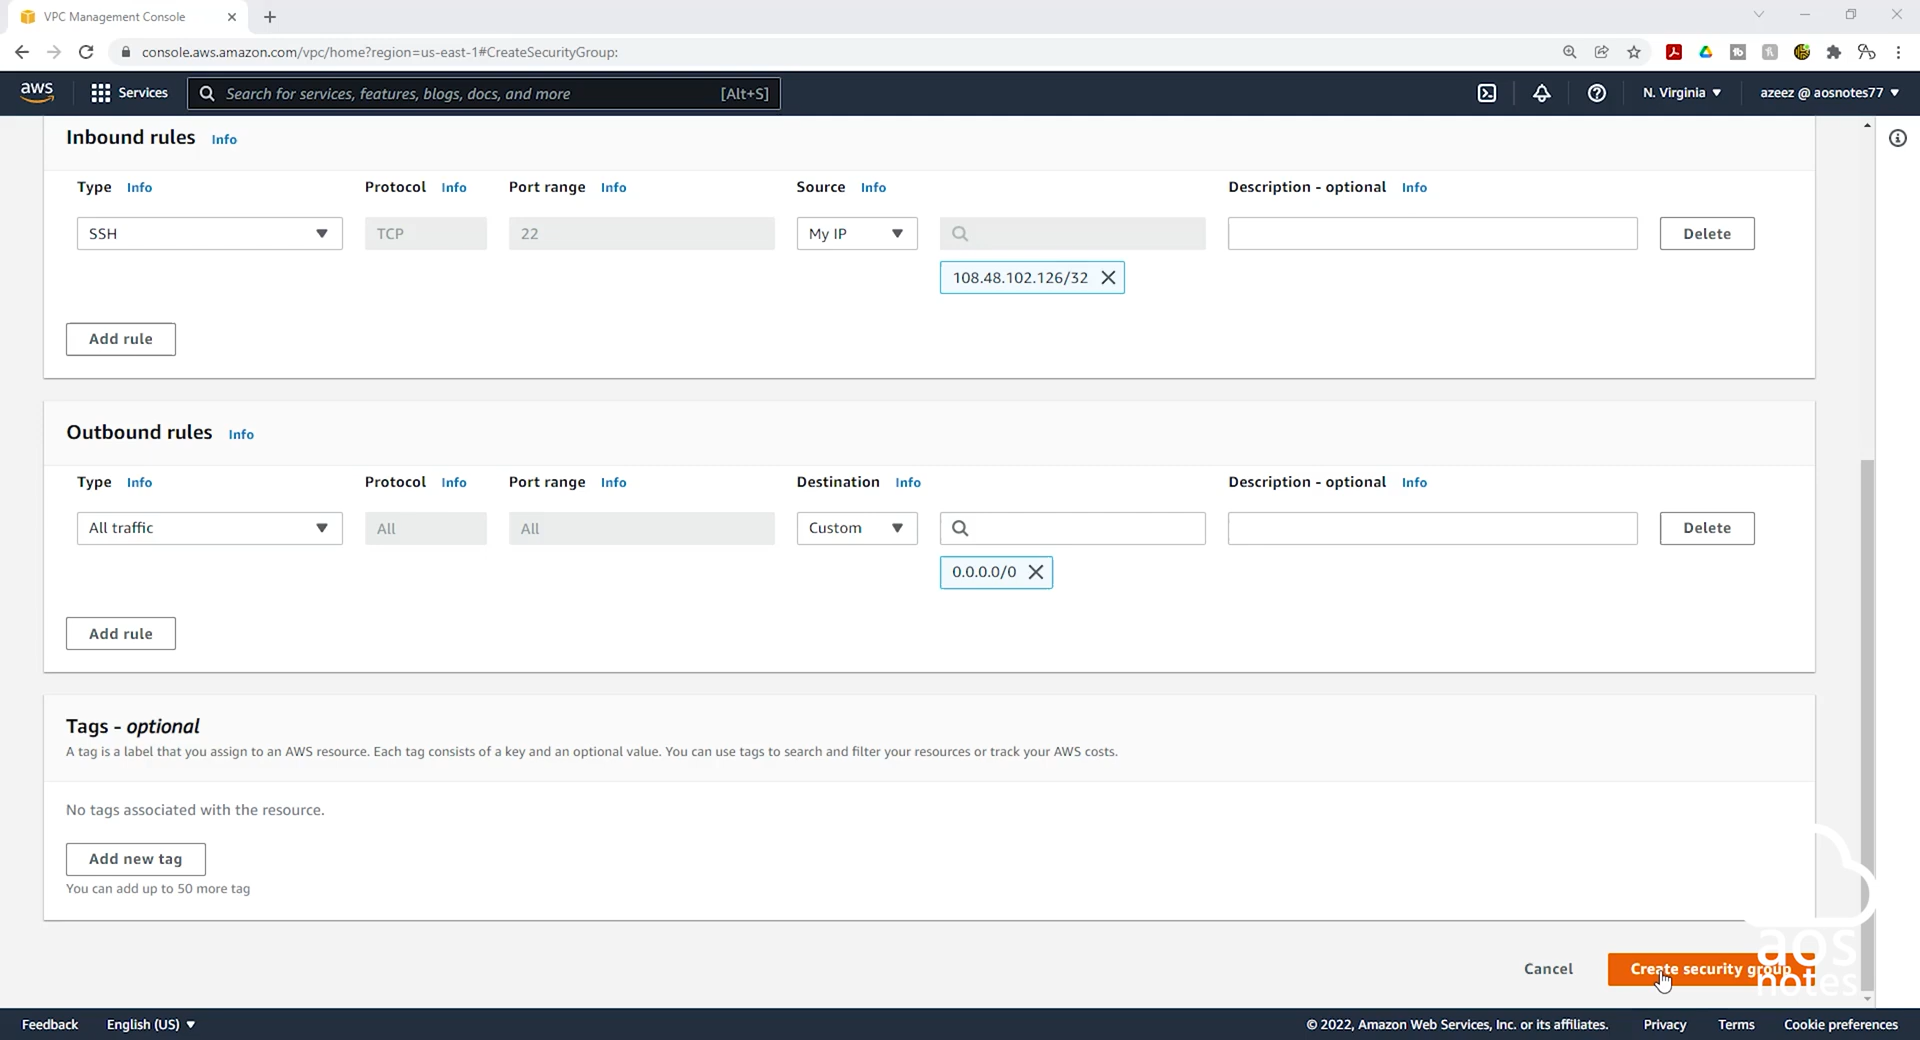 VPC Management Console
console.aws.amazon.com/vpc/home?region=us-east-1#CreateSecurityGroup:
aws Services Search for services, features, blogs, docs, and more [Alt+S] N. Virginia azeez @ aosnotes77
Inbound rules Info
Type Info Protocol Info Port range Info Source Info Description - optional Info
SSH TCP 22 My IP Delete
108.48.102.126/32
Add rule
Outbound rules Info
Type Info Protocol Info Port range Info Destination Info Description - optional Info
All traffic All All Custom Delete
0.0.0.0/0
Add rule
Tags - optional
A tag is a label that you assign to an AWS resource. Each tag consists of a key and an optional value. You can use tags to search and filter your resources or track your AWS costs.
No tags associated with the resource.
Add new tag
You can add up to 50 more tag
Cancel Create security group
aos
notes
Feedback English (US) © 2022, Amazon Web Services, Inc. or its affiliates. Privacy Terms Cookie preferences